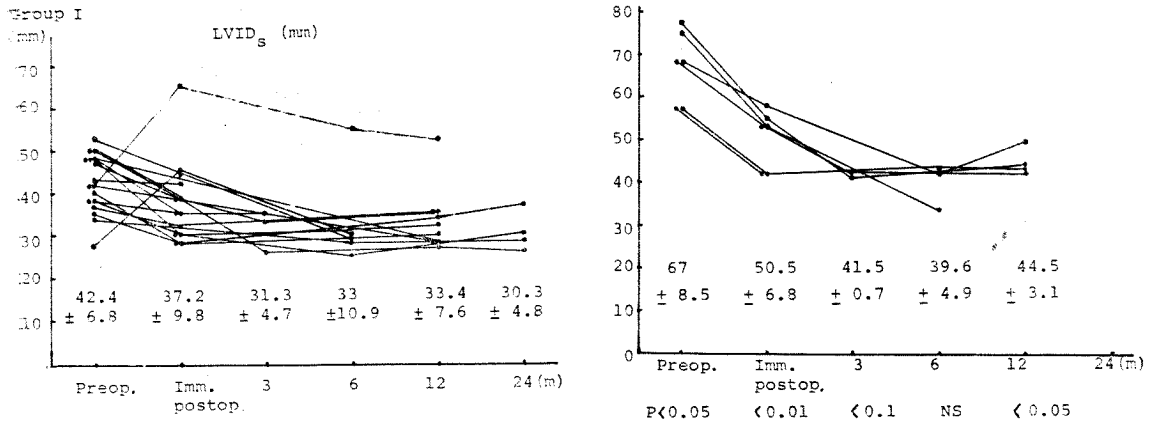 Group I
(mm)
LVIDs (mm)
70
60
50
40
30
20
10
42.4 37.2 31.3 33 33.4 30.3
± 6.8 ± 9.8 ± 4.7 ±10.9 ± 7.6 ± 4.8
Preop. Imm. postop. 3 6 12 24(m)
80
70
60
50
40
30
20
10
0
67 50.5 41.5 39.6 44.5
± 8.5 ± 6.8 ± 0.7 ± 4.9 ± 3.1
Preop. Imm. postop. 3 6 12 24(m)
P<0.05 <0.01 <0.1 NS <0.05